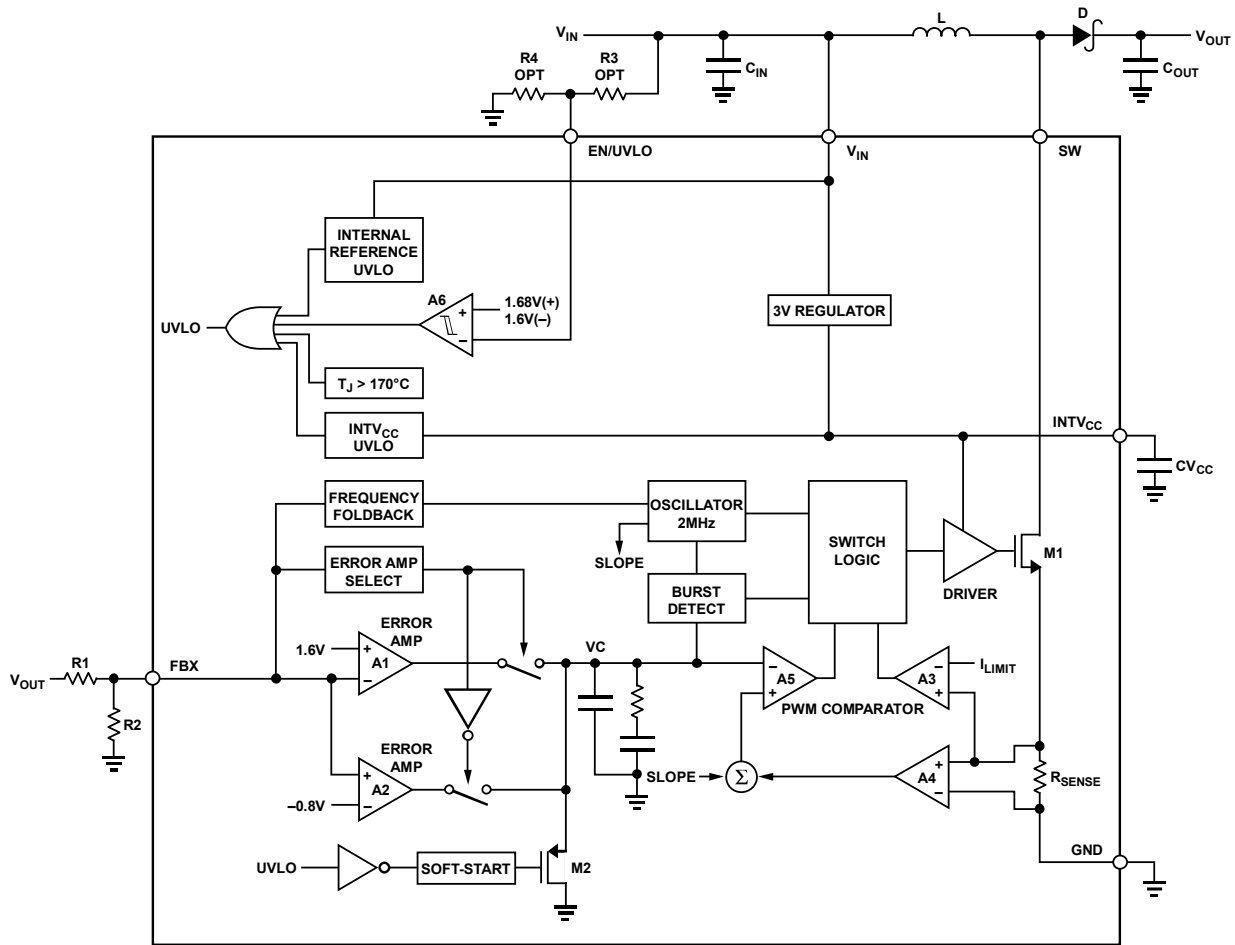 L
D
VIN
VOUT
R4
OPT
R3
OPT
CIN
COUT
EN/UVLO
VIN
SW
INTERNAL
REFERENCE
UVLO
A6
+
1.68V(+)
1.6V(–)
–
3V REGULATOR
UVLO
TJ > 170°C
INTVCC
UVLO
INTVCC
CVCC
FREQUENCY
FOLDBACK
OSCILLATOR
2MHz
SLOPE
SWITCH
LOGIC
M1
ERROR AMP
SELECT
BURST
DETECT
DRIVER
ERROR
AMP
1.6V
+
A1
–
VC
–
A5
+
PWM COMPARATOR
–
A3
+
ILIMIT
VOUT
R1
FBX
R2
ERROR
AMP
+
A2
–
–0.8V
SLOPE
Σ
+
A4
–
RSENSE
GND
UVLO
SOFT-START
M2